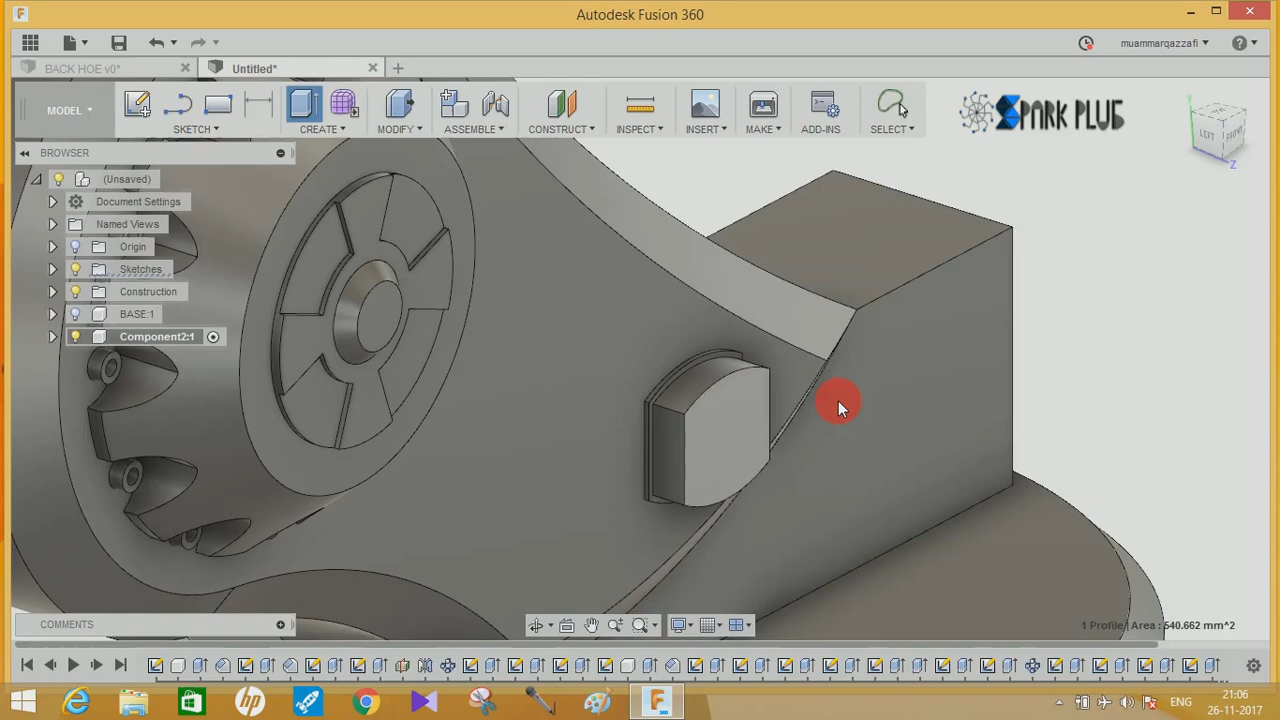 Autodesk Fusion 360
muammarqazzafi
BACK HOE v0*
Untitled*
MODEL
SKETCH
CREATE
MODIFY
ASSEMBLE
CONSTRUCT
INSPECT
INSERT
MAKE
ADD-INS
SELECT
SPARK PLUG
LEFT
FRONT
Y
Z
BROWSER
(Unsaved)
Document Settings
Named Views
Origin
Sketches
Construction
BASE:1
Component2:1
COMMENTS
1 Profile | Area : 540.662 mm^2
ENG
21:06
26-11-2017